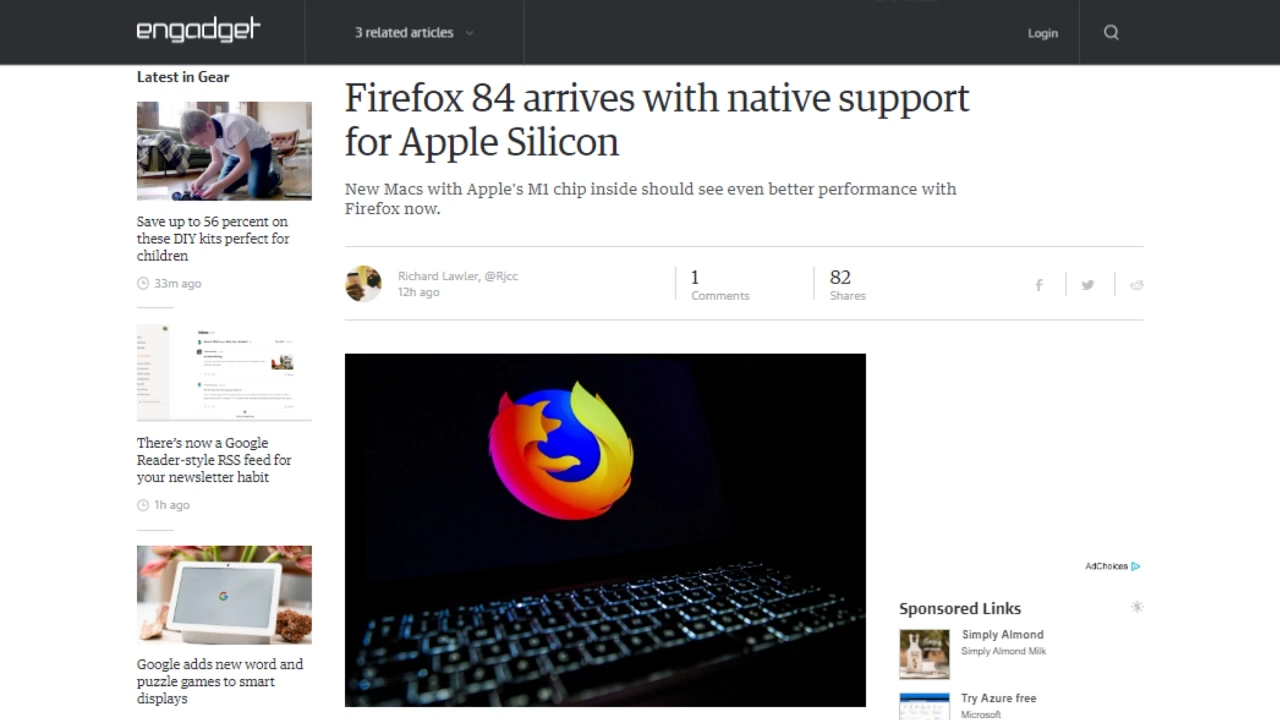 engadget
3 related articles
Login
Latest in Gear
Save up to 56 percent on
these DIY kits perfect for
children
33m ago
There's now a Google
Reader-style RSS feed for
your newsletter habit
1h ago
Google adds new word and
puzzle games to smart
displays
Firefox 84 arrives with native support
for Apple Silicon
New Macs with Apple's M1 chip inside should see even better performance with
Firefox now.
Richard Lawler, @Rjcc
12h ago
1
Comments
82
Shares
AdChoices
Sponsored Links
Simply Almond
Simply Almond Milk
Try Azure free
Microsoft